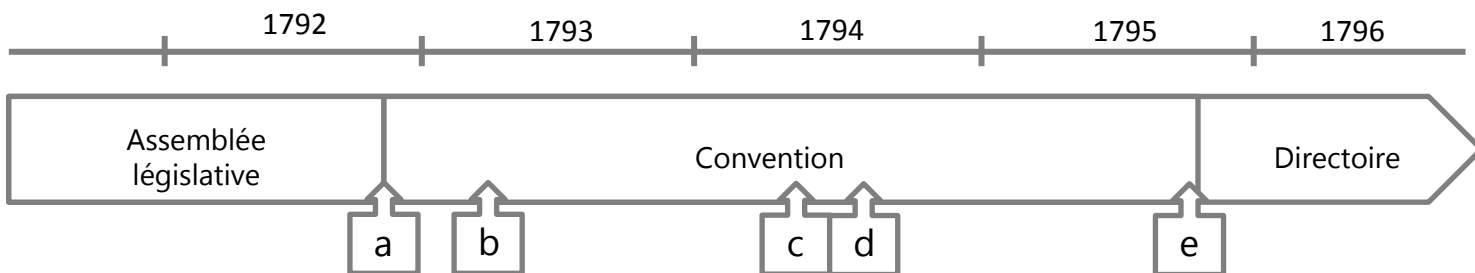 1792 1793 1794 1795 1796
Assemblée
législative
Convention
Directoire
a b c d e